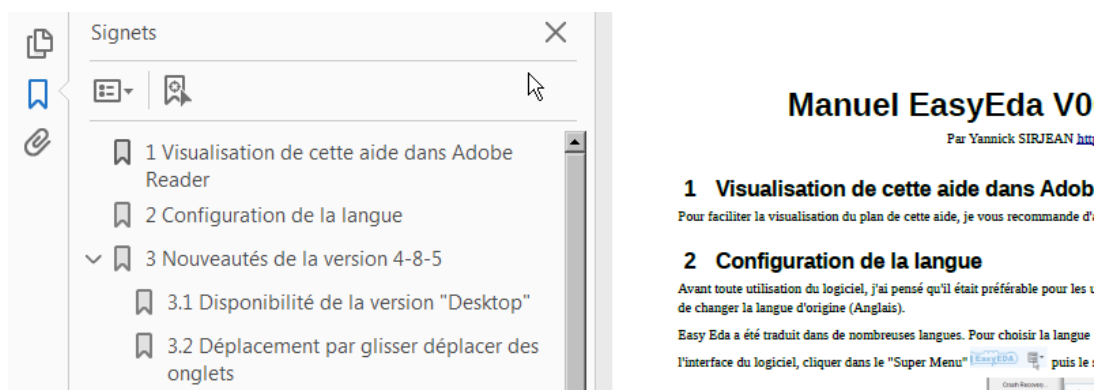 Signets
1 Visualisation de cette aide dans Adobe
Reader
2 Configuration de la langue
3 Nouveautés de la version 4-8-5
3.1 Disponibilité de la version "Desktop"
3.2 Déplacement par glisser déplacer des
onglets
Manuel EasyEda V0
Par Yannick SIRJEAN htt
1 Visualisation de cette aide dans Adob
Pour faciliter la visualisation du plan de cette aide, je vous recommande d'a
2 Configuration de la langue
Avant toute utilisation du logiciel, j'ai pensé qu'il était préférable pour les u
de changer la langue d'origine (Anglais).
Easy Eda a été traduit dans de nombreuses langues. Pour choisir la langue
l'interface du logiciel, cliquer dans le "Super Menu" EasyEDA puis le s
Crash Recovery...